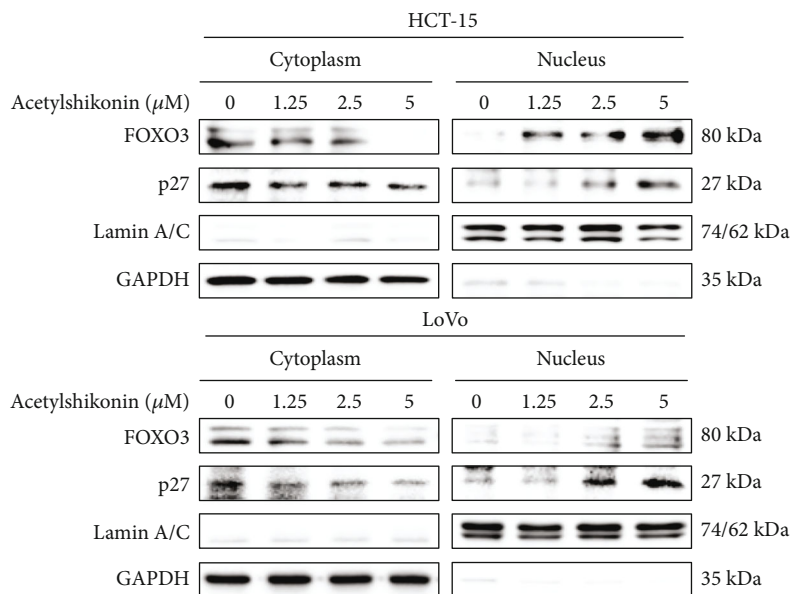 HCT-15
Cytoplasm Nucleus
Acetylshikonin (μM) 0 1.25 2.5 5 0 1.25 2.5 5
FOXO3 80 kDa
p27 27 kDa
Lamin A/C 74/62 kDa
GAPDH 35 kDa
LoVo
Cytoplasm Nucleus
Acetylshikonin (μM) 0 1.25 2.5 5 0 1.25 2.5 5
FOXO3 80 kDa
p27 27 kDa
Lamin A/C 74/62 kDa
GAPDH 35 kDa